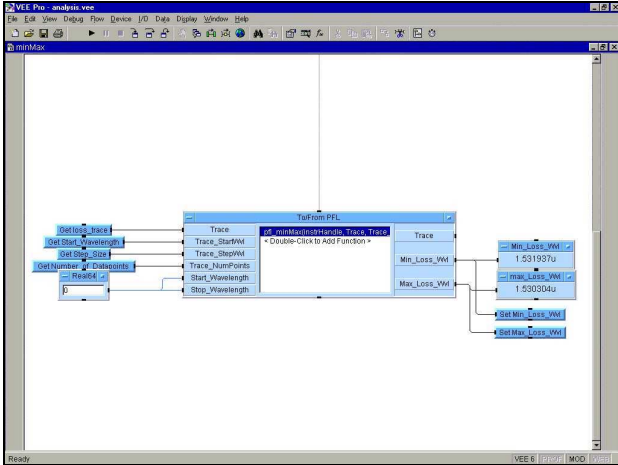 VEE Pro - analysis.vee
File Edit View Debug Flow Device I/O Data Display Window Help
minMax
To/From PFL
Get loss_trace
Get Start_Wavelength
Get Step_Size
Get Number_of_Datapoints
Real64
0
Trace
Trace_StartWvl
Trace_StepWvl
Trace_NumPoints
Start_Wavelength
Stop_Wavelength
pfl_minMax(instrHandle, Trace, Trace_
< Double-Click to Add Function >
Trace
Min_Loss_Wvl
Max_Loss_Wvl
Min_Loss_Wvl
1.531937u
max_Loss_Wvl
1.530304u
Set Min_Loss_Wvl
Set Max_Loss_Wvl
Ready
VEE 6 PROF MOD WEB